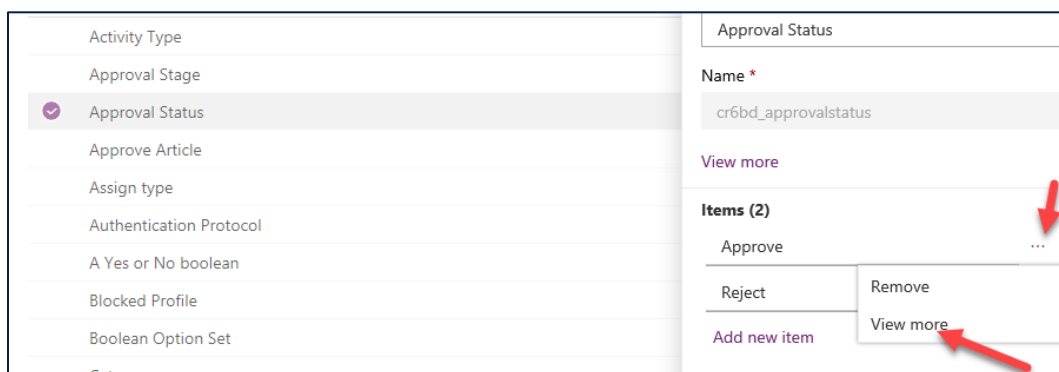 Activity Type
Approval Stage
Approval Status
Approve Article
Assign type
Authentication Protocol
A Yes or No boolean
Blocked Profile
Boolean Option Set
Approval Status
Name *
cr6bd_approvalstatus
View more
Items (2)
Approve
...
Reject
Remove
View more
Add new item